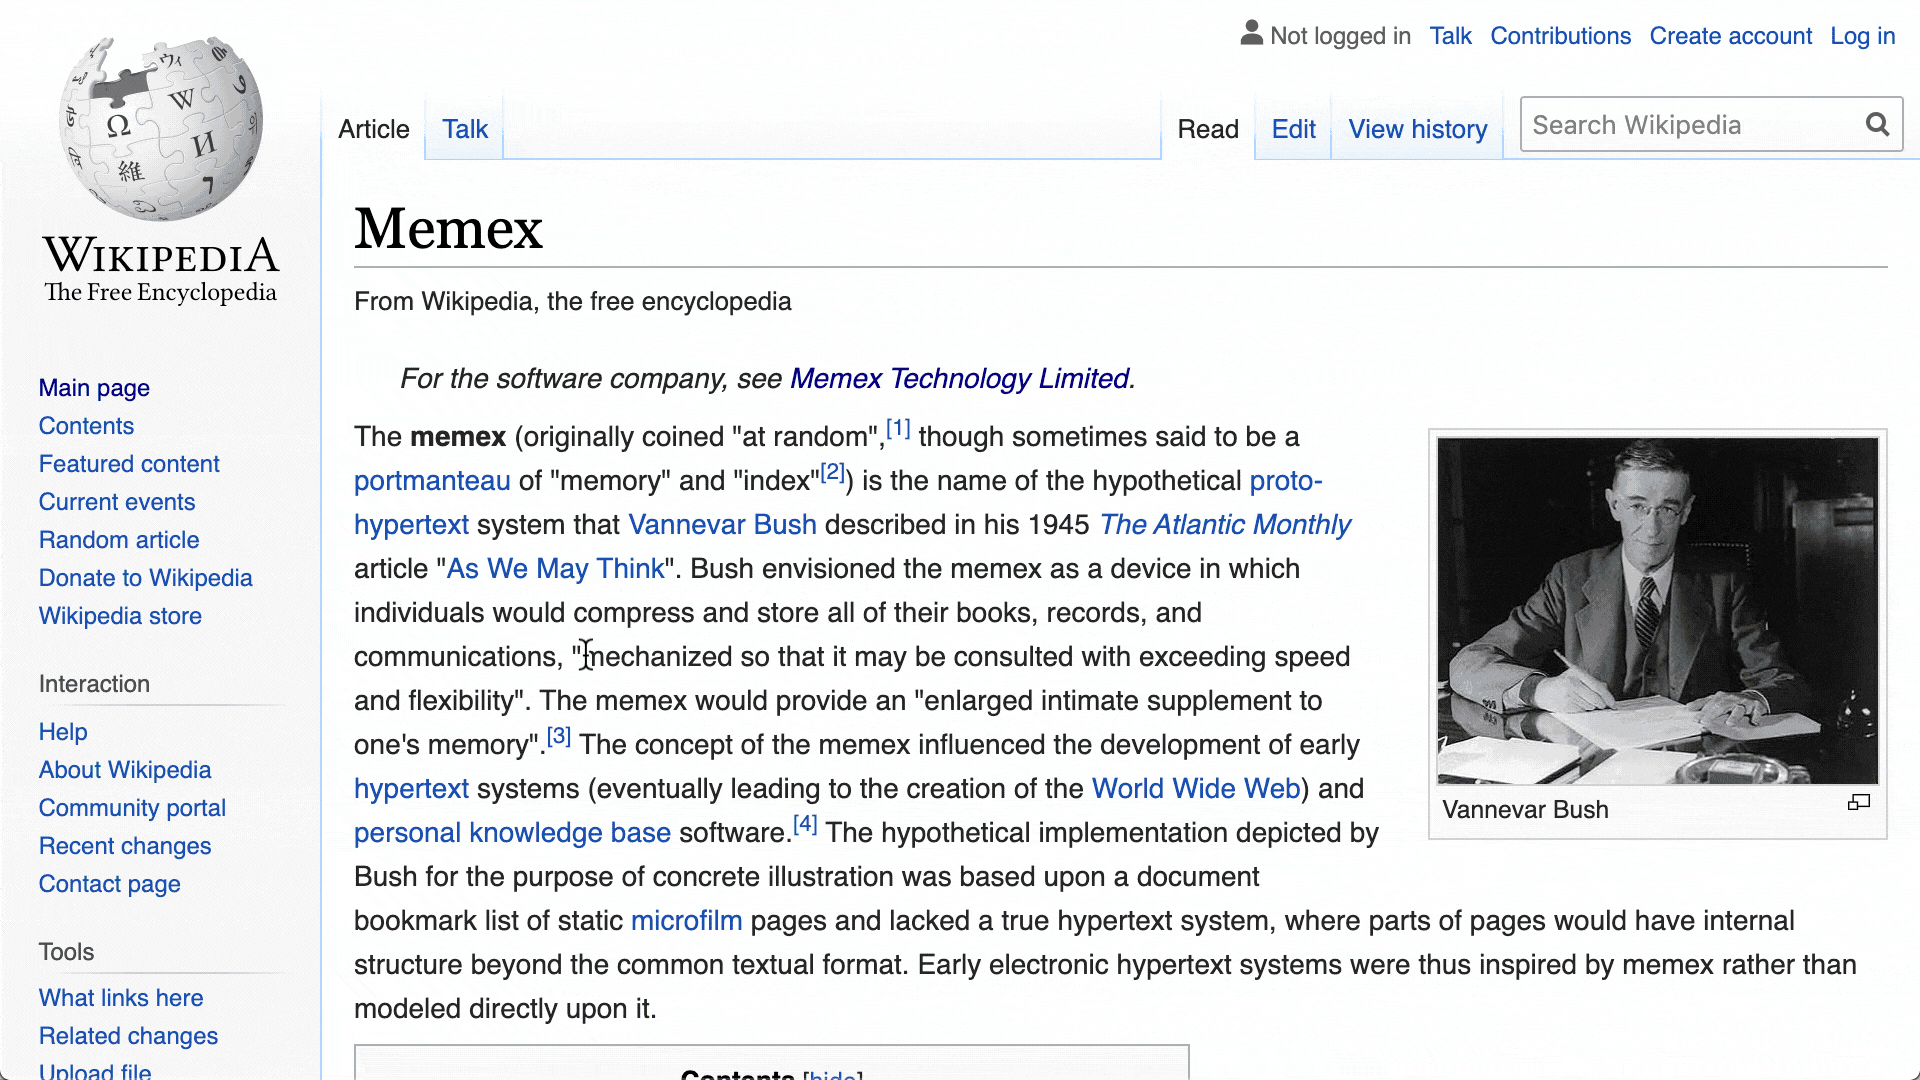 Not logged in Talk Contributions Create account Log in
Article Talk Read Edit View history Search Wikipedia
WIKIPEDIA
The Free Encyclopedia
Main page
Contents
Featured content
Current events
Random article
Donate to Wikipedia
Wikipedia store
Interaction
Help
About Wikipedia
Community portal
Recent changes
Contact page
Tools
What links here
Related changes
Upload file
Memex
From Wikipedia, the free encyclopedia
For the software company, see Memex Technology Limited.
The memex (originally coined "at random",[1] though sometimes said to be a
portmanteau of "memory" and "index"[2]) is the name of the hypothetical proto-
hypertext system that Vannevar Bush described in his 1945 The Atlantic Monthly
article "As We May Think". Bush envisioned the memex as a device in which
individuals would compress and store all of their books, records, and
communications, "mechanized so that it may be consulted with exceeding speed
and flexibility". The memex would provide an "enlarged intimate supplement to
one's memory".[3] The concept of the memex influenced the development of early
hypertext systems (eventually leading to the creation of the World Wide Web) and
personal knowledge base software.[4] The hypothetical implementation depicted by
Bush for the purpose of concrete illustration was based upon a document
bookmark list of static microfilm pages and lacked a true hypertext system, where parts of pages would have internal
structure beyond the common textual format. Early electronic hypertext systems were thus inspired by memex rather than
modeled directly upon it.
Vannevar Bush
Contents [hide]